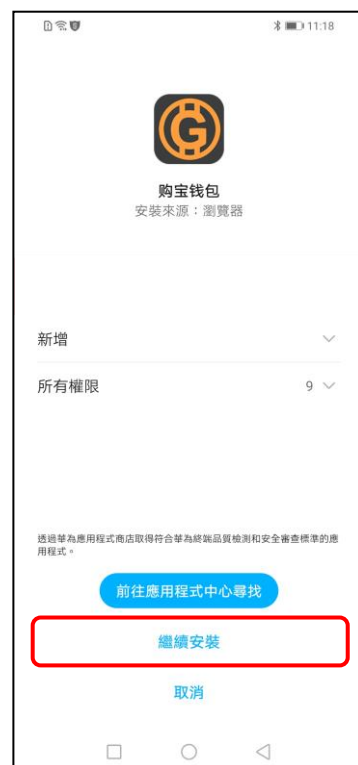 11:18
购宝钱包
安裝來源：瀏覽器
新增
所有權限 9
透過華為應用程式商店取得符合華為終端品質檢測和安全審查標準的應
用程式。
前往應用程式中心尋找
繼續安裝
取消